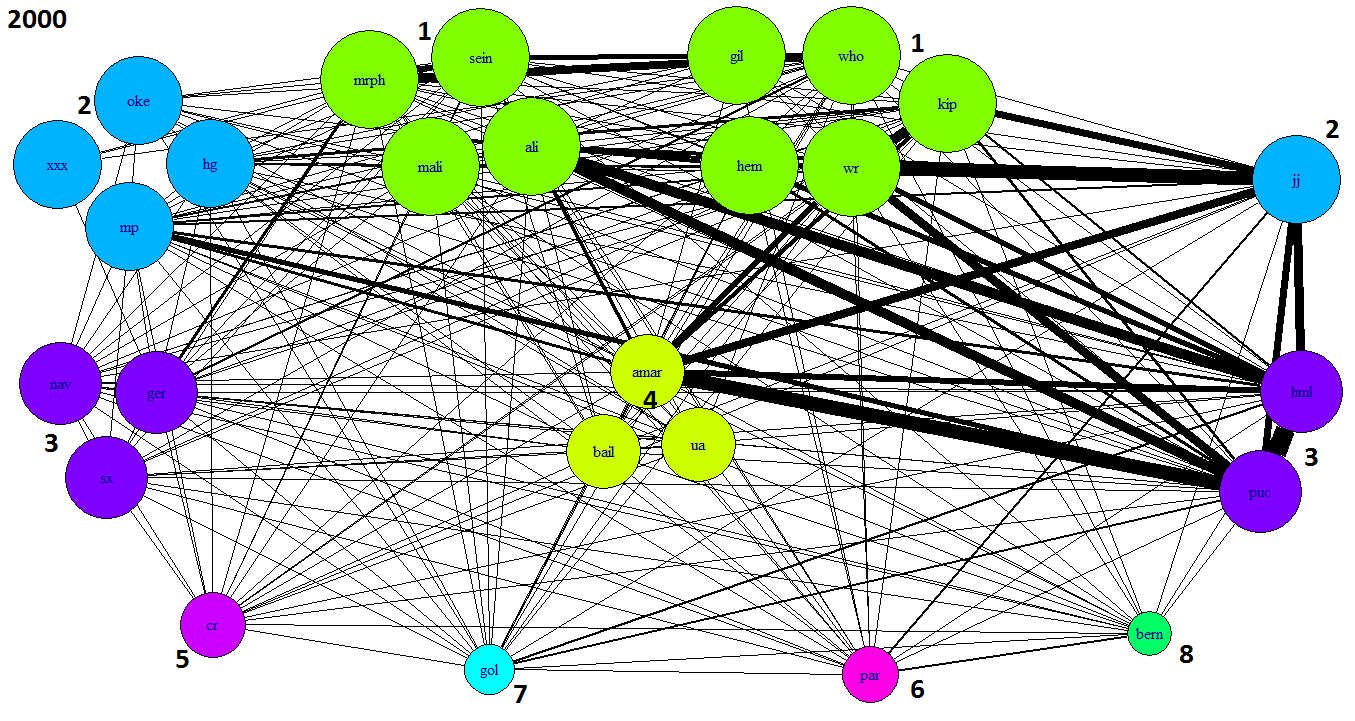 2000
1
sein
gil
who
1
mrph
kip
oke
2
2
xxx
hg
mali
ali
hem
wr
jj
mp
nav
ger
amar
4
hml
3
bail
ua
3
sx
puc
cr
5
gol
7
par
6
bern
8